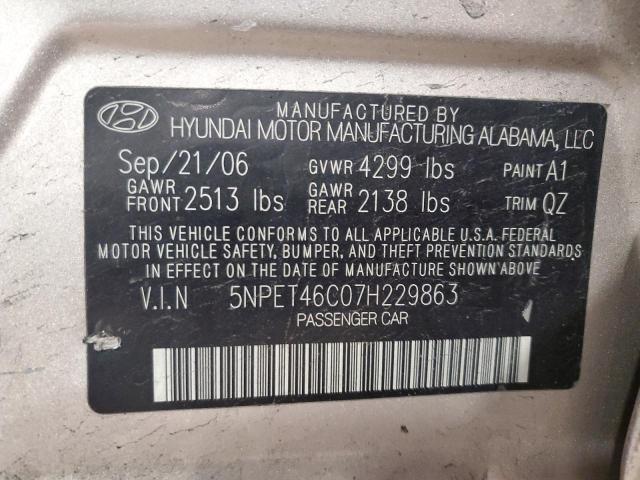 MANUFACTURED BY
HYUNDAI MOTOR MANUFACTURING ALABAMA, LLC
Sep/21/06 GVWR 4299 lbs PAINT A1
GAWR FRONT 2513 lbs GAWR REAR 2138 lbs TRIM QZ
THIS VEHICLE CONFORMS TO ALL APPLICABLE U.S.A. FEDERAL
MOTOR VEHICLE SAFETY, BUMPER, AND THEFT PREVENTION STANDARDS
IN EFFECT ON THE DATE OF MANUFACTURE SHOWN ABOVE.
V.I.N 5NPET46C07H229863
PASSENGER CAR